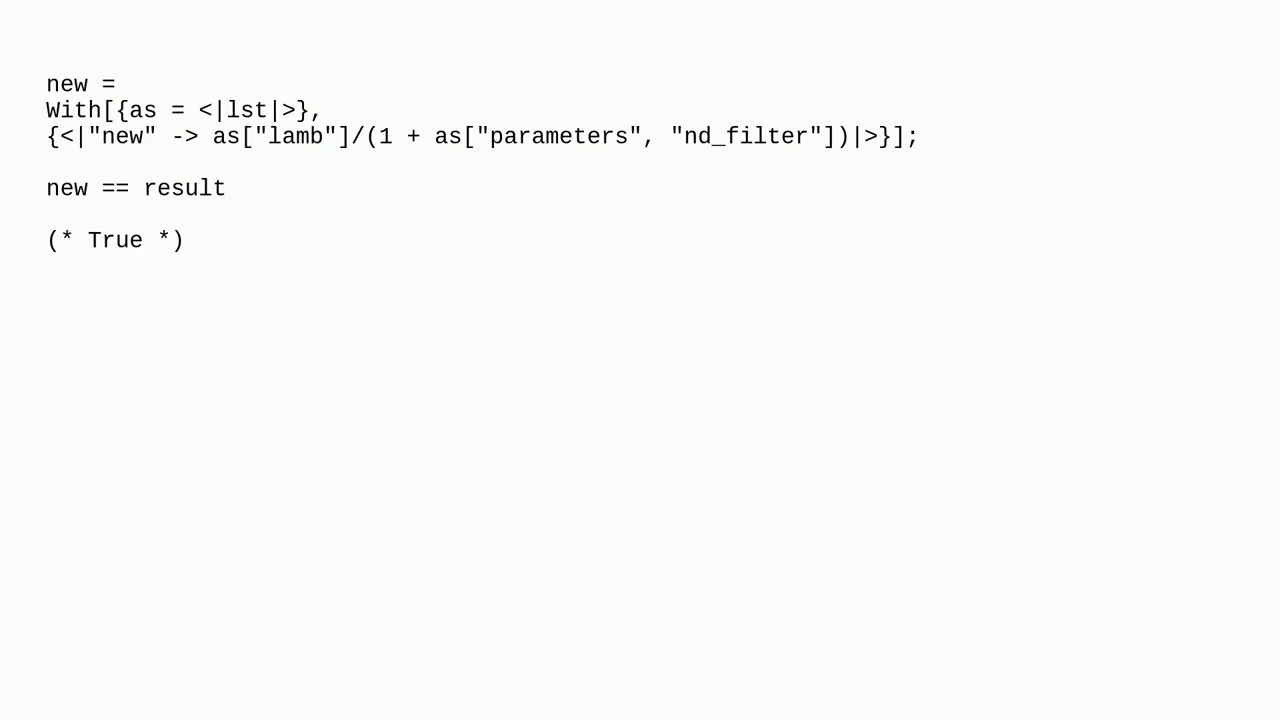 new =
With[{as = <|lst|>},
{<|"new" -> as["lamb"]/(1 + as["parameters", "nd_filter"])|>}];
new == result
(* True *)